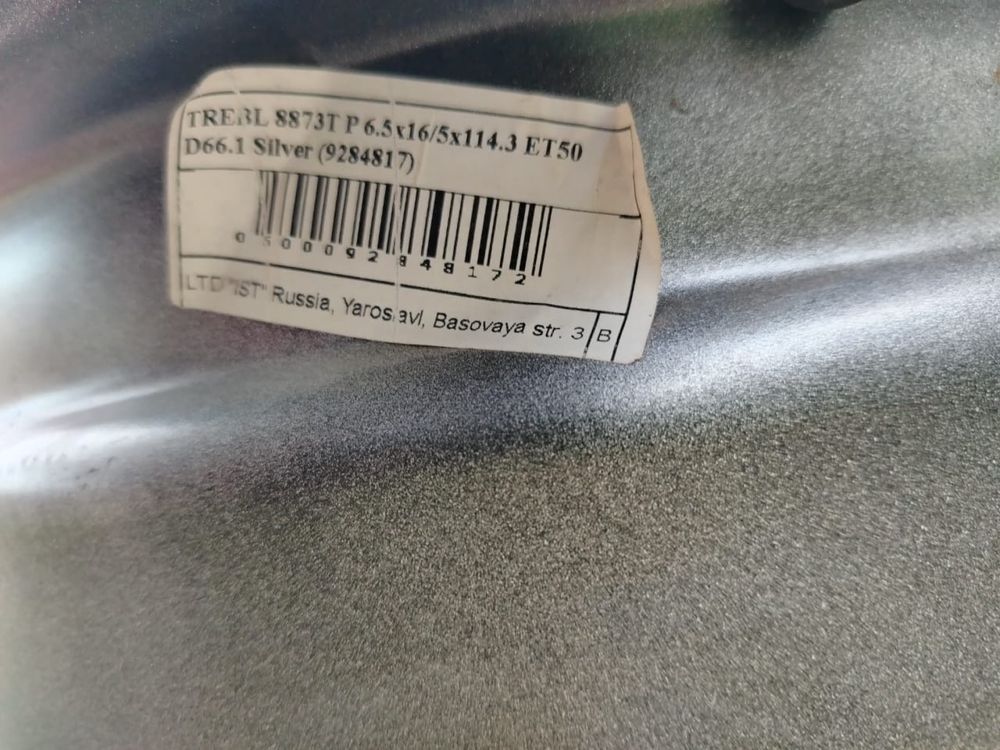 TREBL 8873T P 6.5x16/5x114.3 ET50
D66.1 Silver (9284817)
0500092848172
LTD "IST" Russia, Yaroslavl, Basovaya str. 3 B